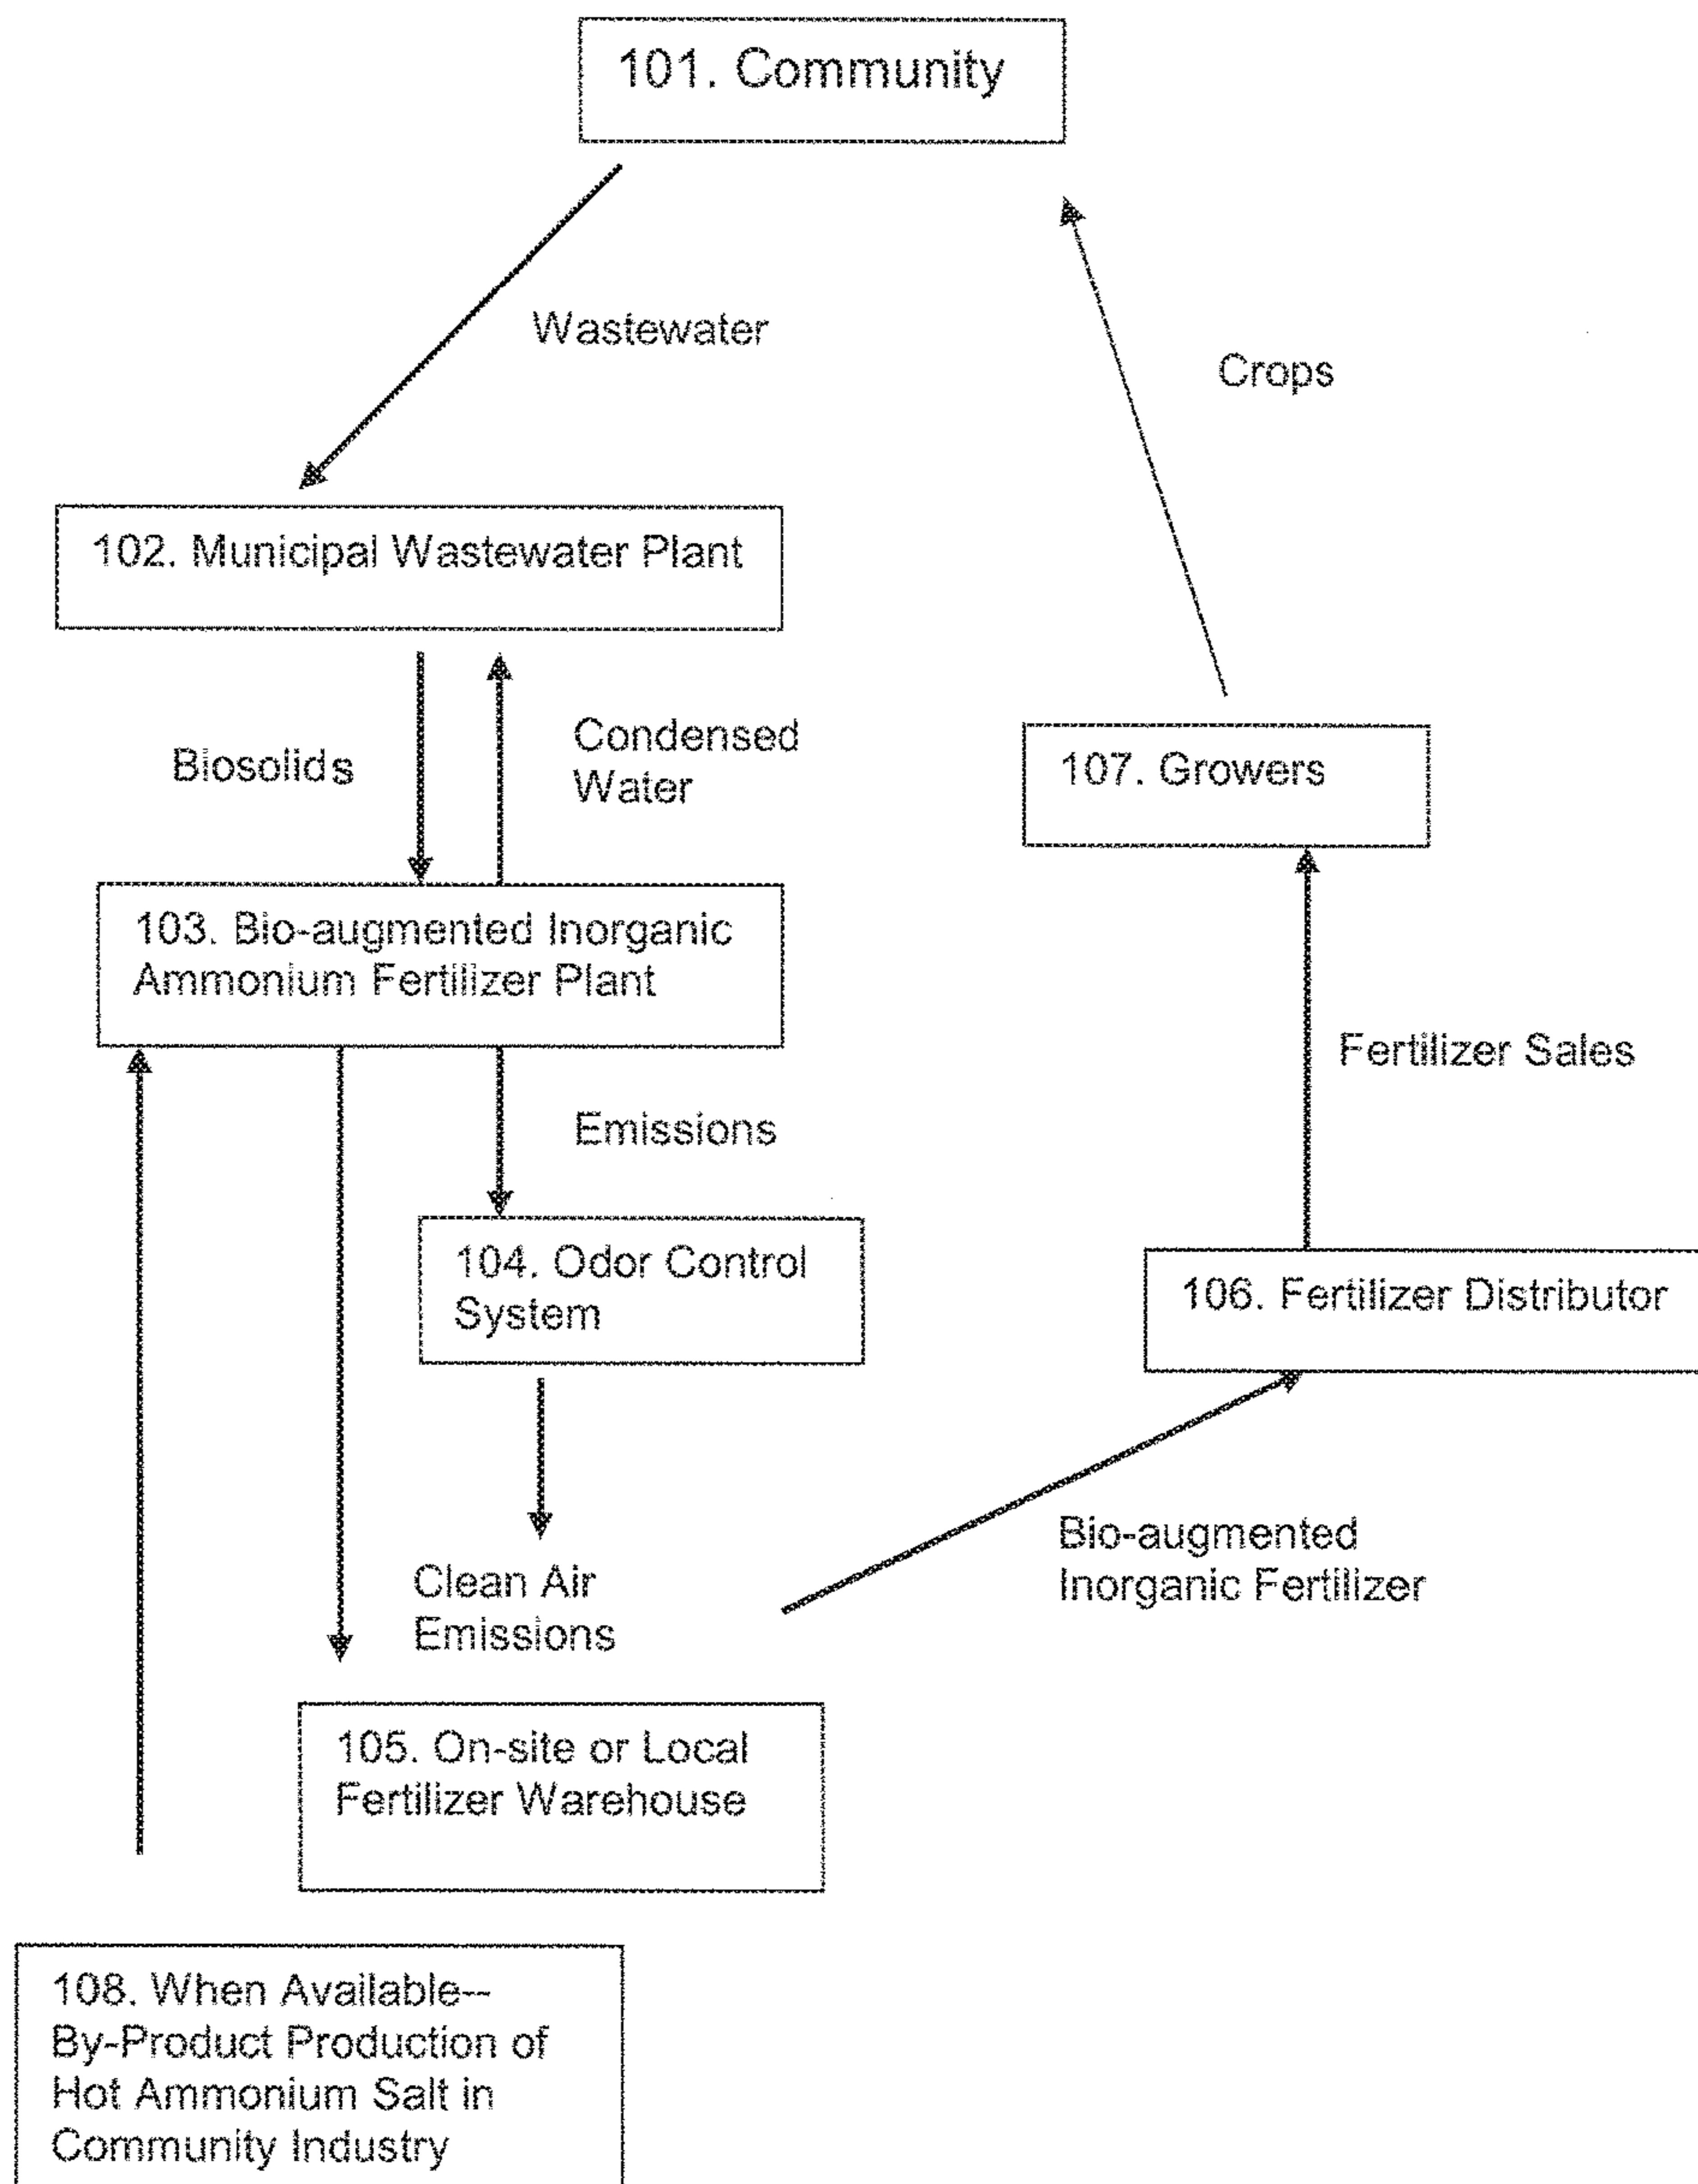 101. Community
Wastewater
Crops
102. Municipal Wastewater Plant
Biosolids
Condensed
Water
107. Growers
103. Bio-augmented Inorganic
Ammonium Fertilizer Plant
Fertilizer Sales
Emissions
104. Odor Control
System
106. Fertilizer Distributor
Bio-augmented
Inorganic Fertilizer
Clean Air
Emissions
105. On-site or Local
Fertilizer Warehouse
108. When Available--
By-Product Production of
Hot Ammonium Salt in
Community Industry